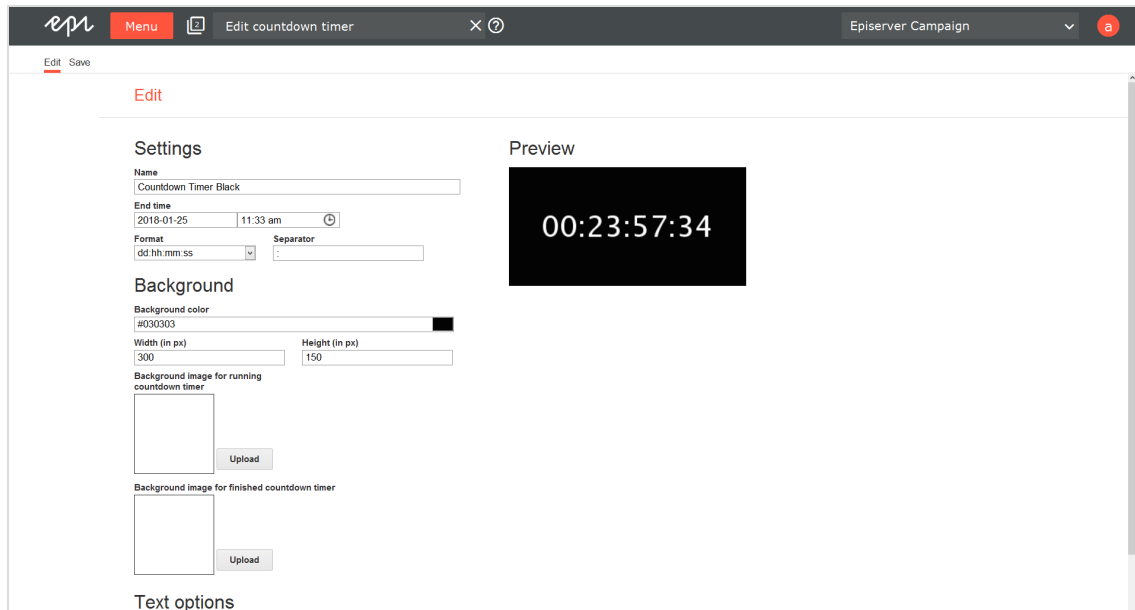 epi Menu 2 Edit countdown timer Episerver Campaign a
Edit Save
Edit
Settings
Name
Countdown Timer Black
End time
2018-01-25 11:33 am
Format Separator
dd:hh:mm:ss :
Background
Background color
#030303
Width (in px) Height (in px)
300 150
Background image for running
countdown timer
Upload
Background image for finished countdown timer
Upload
Text options
Preview
00:23:57:34